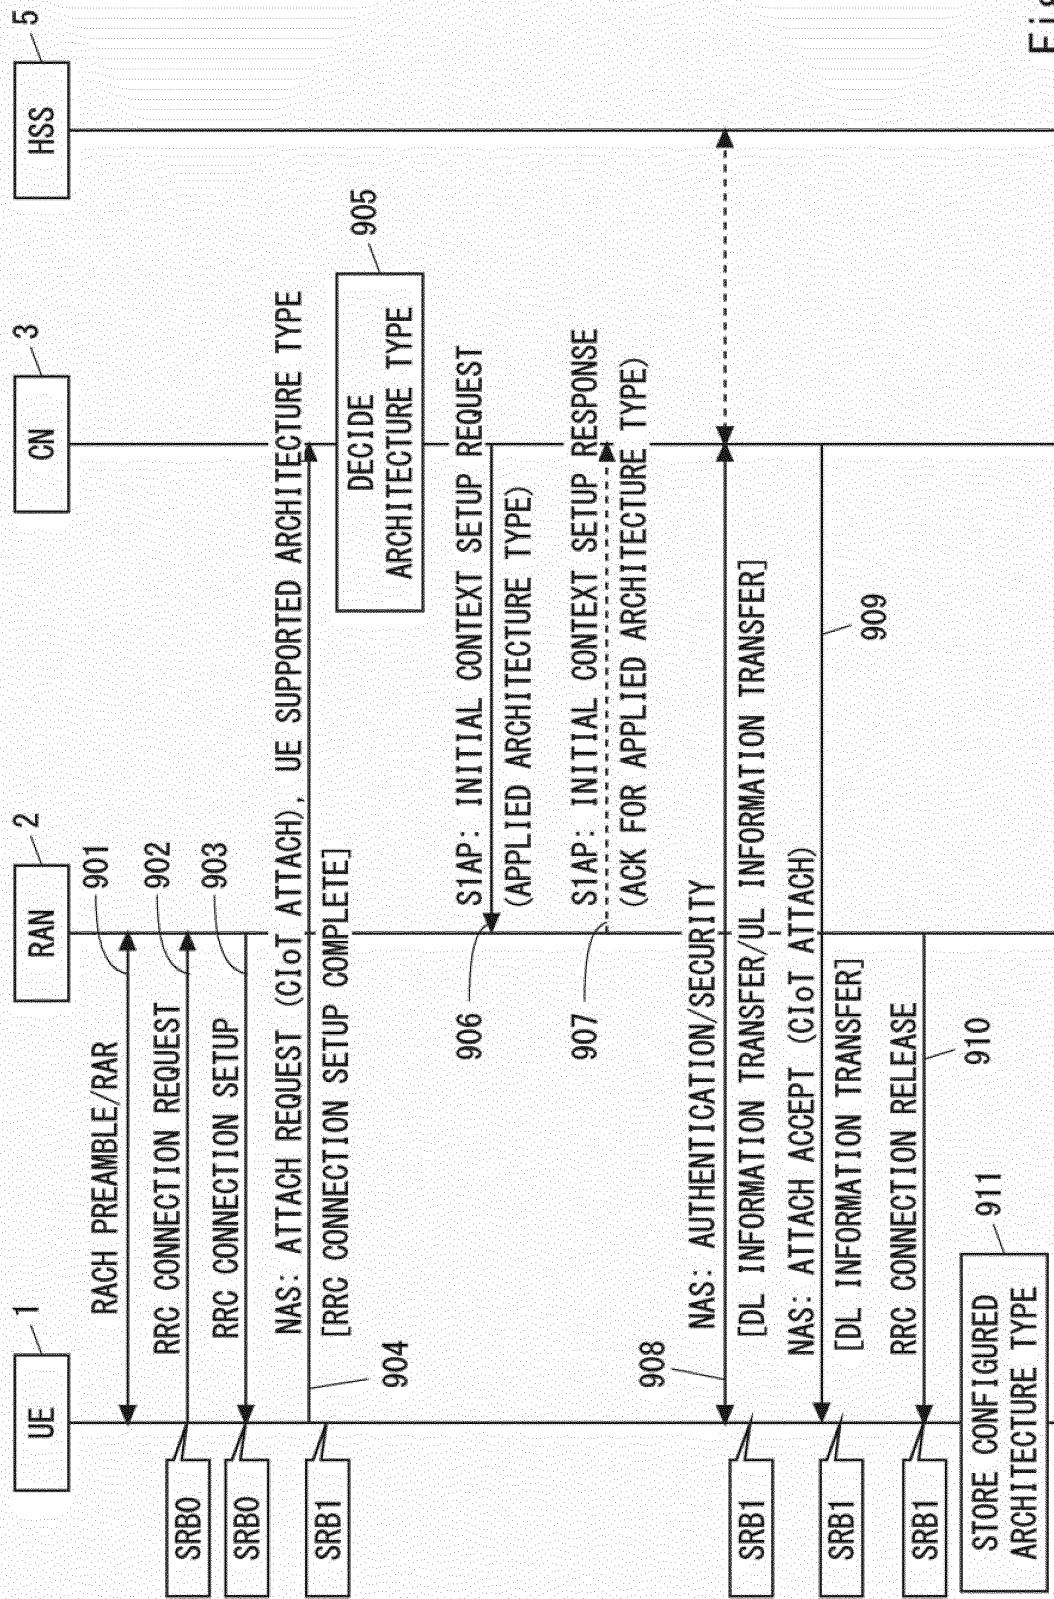 UE
1
RAN
2
CN
3
HSS
5
RACH PREAMBLE/RAR
901
SRB0
RRC CONNECTION REQUEST
902
SRB0
RRC CONNECTION SETUP
903
NAS: ATTACH REQUEST (CIoT ATTACH), UE SUPPORTED ARCHITECTURE TYPE
SRB1
[RRC CONNECTION SETUP COMPLETE]
904
DECIDE
ARCHITECTURE TYPE
905
S1AP: INITIAL CONTEXT SETUP REQUEST
(APPLIED ARCHITECTURE TYPE)
906
S1AP: INITIAL CONTEXT SETUP RESPONSE
(ACK FOR APPLIED ARCHITECTURE TYPE)
907
908
NAS: AUTHENTICATION/SECURITY
SRB1
[DL INFORMATION TRANSFER/UL INFORMATION TRANSFER]
NAS: ATTACH ACCEPT (CIoT ATTACH)
909
SRB1
[DL INFORMATION TRANSFER]
SRB1
RRC CONNECTION RELEASE
910
STORE CONFIGURED
ARCHITECTURE TYPE
911